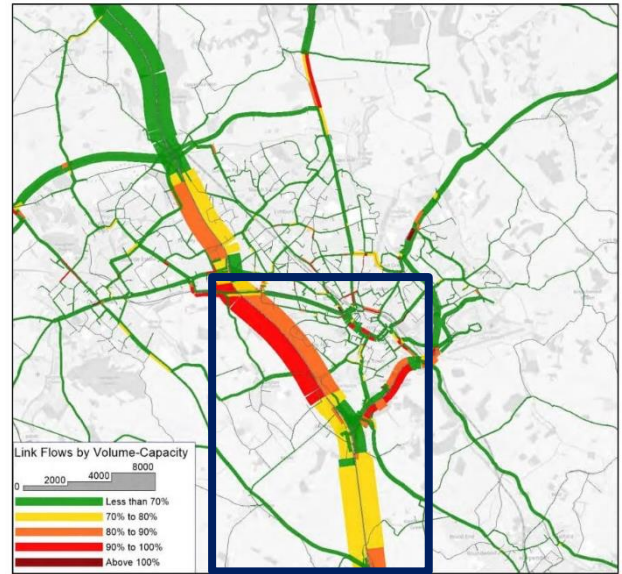 Link Flows by Volume-Capacity
0 2000 4000 6000 8000
Less than 70%
70% to 80%
80% to 90%
90% to 100%
Above 100%